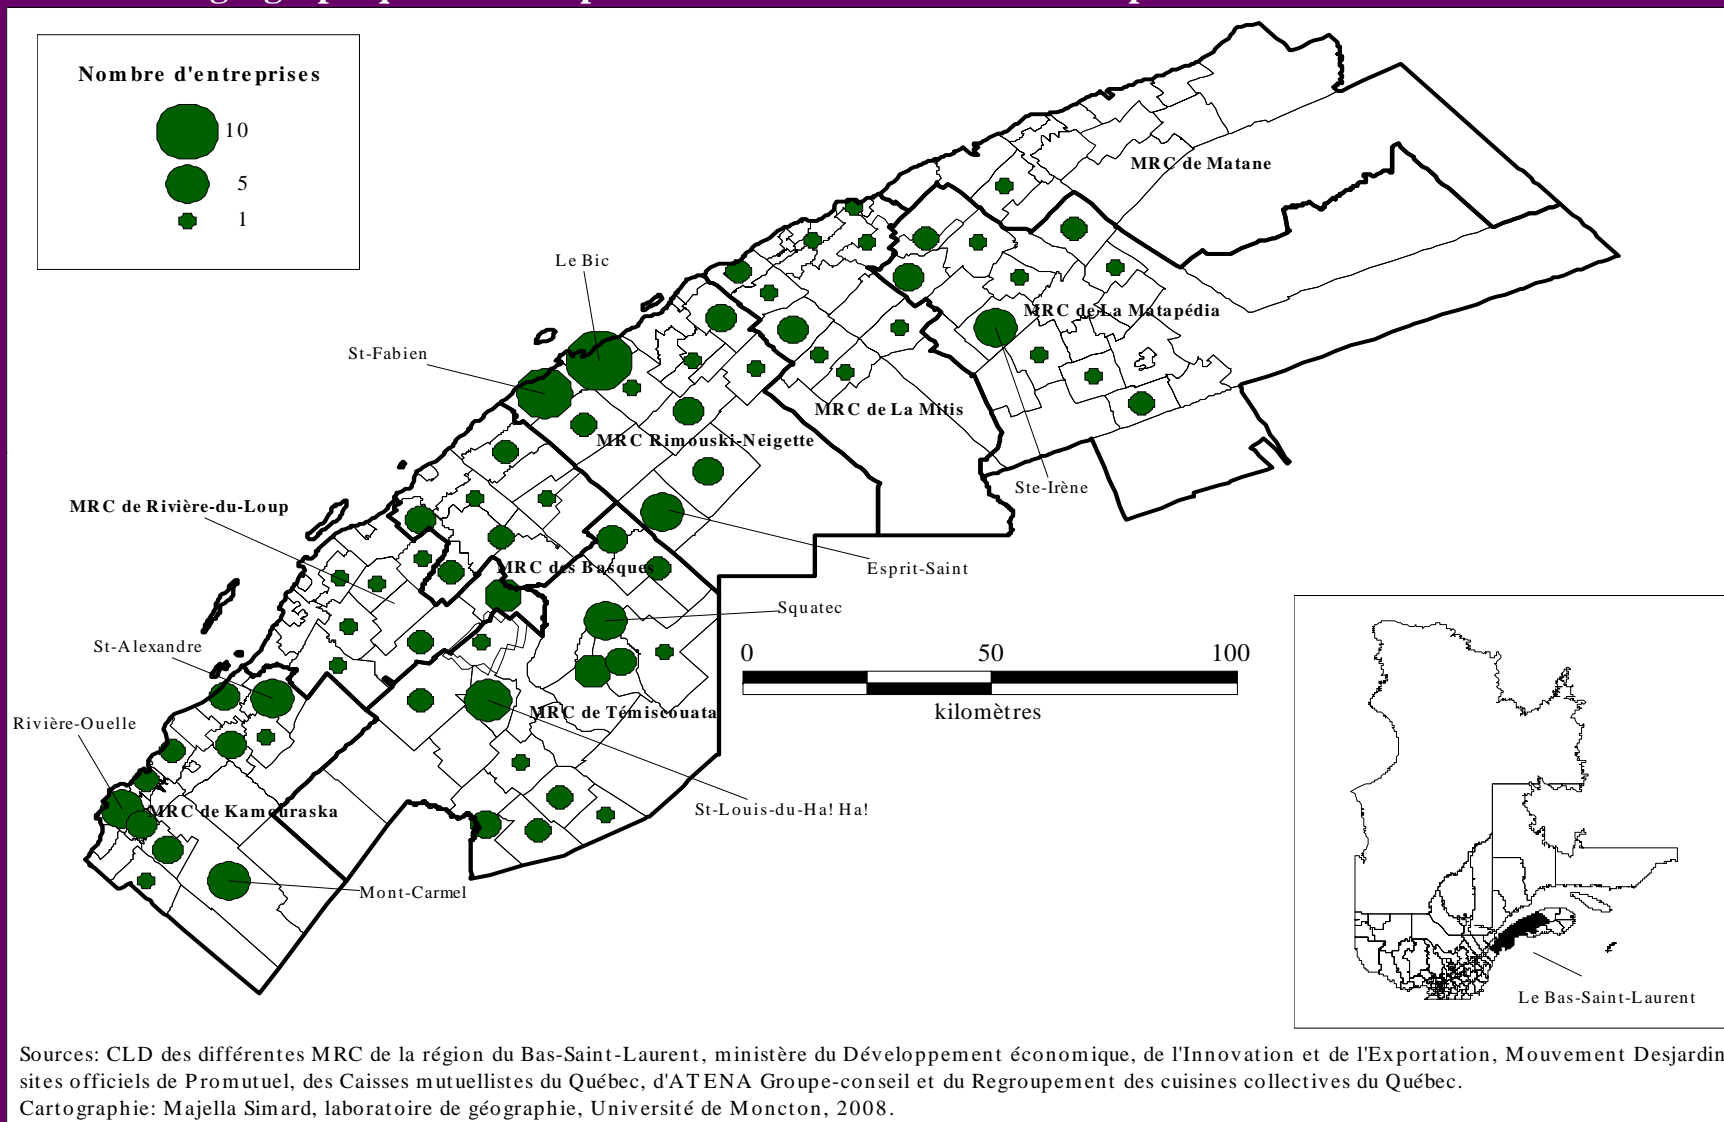 Nombre d'entreprises
10
5
1
MRC de Matane
Le Bic
MRC de La Matapédia
St-Fabien
MRC de La Mitis
MRC Rimouski-Neigette
Ste-Irène
MRC de Rivière-du-Loup
MRC des Basques
Esprit-Saint
Squatec
St-Alexandre
0 50 100
kilomètres
Rivière-Ouelle
MRC de Témiscouata
MRC de Kamouraska
St-Louis-du-Ha! Ha!
Mont-Carmel
Le Bas-Saint-Laurent
Sources: CLD des différentes MRC de la région du Bas-Saint-Laurent, ministère du Développement économique, de l'Innovation et de l'Exportation, Mouvement Desjardin
sites officiels de Promutuel, des Caisses mutuellistes du Québec, d'ATENA Groupe-conseil et du Regroupement des cuisines collectives du Québec.
Cartographie: Majella Simard, laboratoire de géographie, Université de Moncton, 2008.